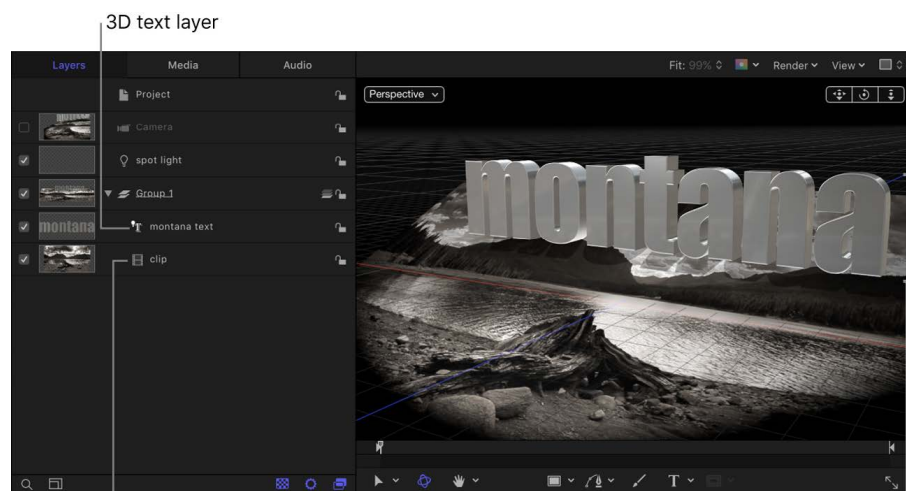 3D text layer
Layers Media Audio
Fit: 99% Render View
Project
Perspective
Camera
spot light
Group 1
montana montana text
clip
montana
T